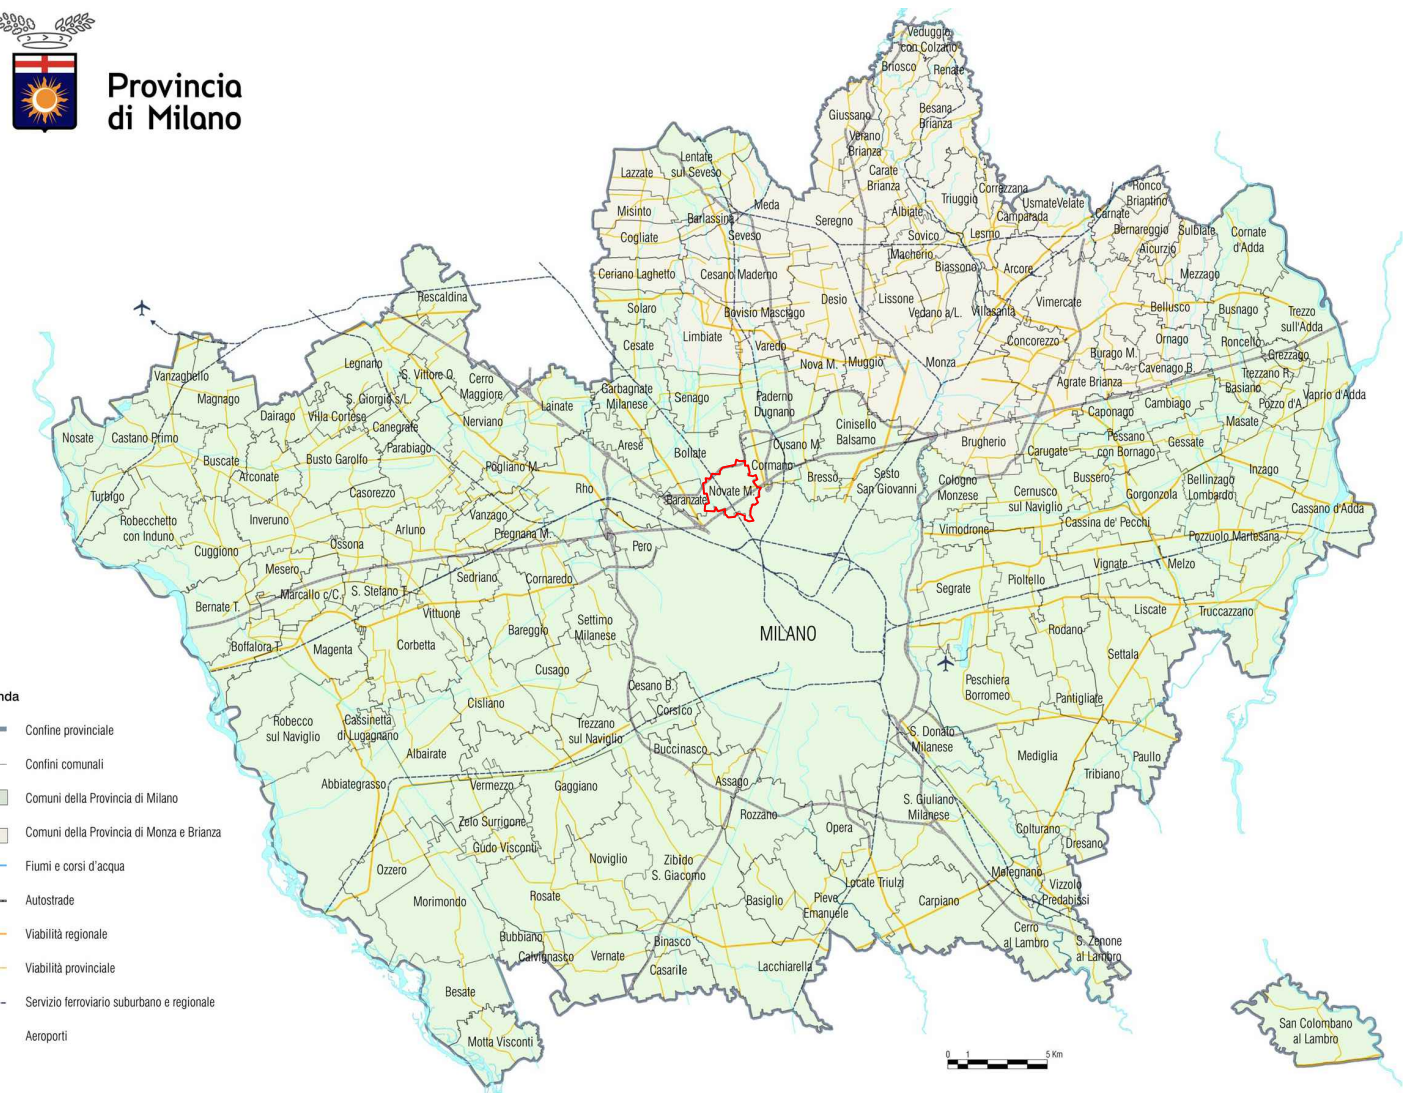 Provincia
di Milano
Veduggio
con Colzano
Briosco
Renate
Giussano
Besana
Brianza
Verano
Brianza
Carate
Brianza
Lentate
sul Seveso
Lazzate
Meda
Misinto
Barlassina
Seregno
Albiate
Triuggio
Correzzana
UsmateVelate
Camparada
Carnate
Ronco
Briantino
Cogliate
Seveso
Sovico
Lesmo
Bernareggio
Sulbiate
Cornate
d'Adda
Macherio
Aicurzio
Ceriano Laghetto
Cesano Maderno
Biassono
Arcore
Mezzago
Rescaldina
Solaro
Bovisio Masciago
Desio
Lissone
Vedano a/L.
Villasanta
Vimercate
Bellusco
Busnago
Trezzo
sull'Adda
Limbiate
Cesate
Varedo
Concorezzo
Ornago
Roncello
Grezzago
Legnano
Nova M.
Muggiò
Monza
Burago M.
Cavenago B.
Trezzano R.
Vanzaghello
S. Vittore O.
Cerro
Maggiore
Agrate Brianza
Basiano
Pozzo d'A.
Vaprio d'Adda
Magnago
S. Giorgio s/L.
Garbagnate
Milanese
Senago
Paderno
Dugnano
Caponago
Cambiago
Masate
Dairago
Villa Cortese
Canegrate
Nerviano
Lainate
Cinisello
Balsamo
Nosate
Castano Primo
Parabiago
Arese
Cusano M.
Brugherio
Pessano
con Bornago
Gessate
Buscate
Busto Garolfo
Bollate
Carugate
Arconate
Pogliano M.
Cormano
Bresso
Sesto
San Giovanni
Cologno
Monzese
Bussero
Inzago
Turbigo
Casorezzo
Rho
Novate M.
Baranzate
Cernusco
sul Naviglio
Gorgonzola
Bellinzago
Lombardo
Cassano d'Adda
Robecchetto
con Induno
Inveruno
Vanzago
Arluno
Pregnana M.
Vimodrone
Cassina de' Pecchi
Pozzuolo Martesana
Cuggiono
Ossona
Pero
Mesero
Sedriano
Cornaredo
Segrate
Pioltello
Vignate
Melzo
Marcallo c/C.
S. Stefano T.
Bernate T.
Vittuone
Settimo
Milanese
Liscate
Truccazzano
Bareggio
MILANO
Rodano
Boffalora T.
Magenta
Corbetta
Settala
Cusago
Cesano B.
Peschiera
Borromeo
Pantigliate
Cisliano
Corsico
Robecco
sul Naviglio
Cassinetta
di Lugagnano
Trezzano
sul Naviglio
S. Donato
Milanese
Albairate
Buccinasco
Mediglia
Paullo
Abbiategrasso
Vermezzo
Gaggiano
Assago
Tribiano
Rozzano
S. Giuliano
Milanese
Zelo Surrigone
Opera
Colturano
Gudo Visconti
Dresano
Ozzero
Noviglio
Zibido
S. Giacomo
Melegnano
Locate Triulzi
Vizzolo
Predabissi
Morimondo
Rosate
Basiglio
Pieve
Emanuele
Carpiano
Bubbiano
Binasco
Cerro
al Lambro
S. Zenone
al Lambro
Calvignasco
Vernate
Casarile
Lacchiarella
Besate
Motta Visconti
San Colombano
al Lambro
nda
Confine provinciale
Confini comunali
Comuni della Provincia di Milano
Comuni della Provincia di Monza e Brianza
Fiumi e corsi d'acqua
Autostrade
Viabilità regionale
Viabilità provinciale
Servizio ferroviario suburbano e regionale
Aeroporti
0 1 5 Km